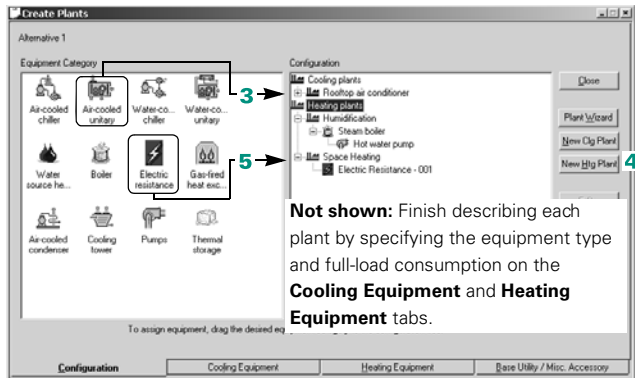 Create Plants
Alternative 1
Equipment Category
Configuration
Air-cooled chiller
Air-cooled unitary
Water-co... chiller
Water-co... unitary
Water source he...
Boiler
Electric resistance
Gas-fired heat exc...
Air-cooled condenser
Cooling tower
Pumps
Thermal storage
3
5
Cooling plants
Rooftop air conditioner
Heating plants
Humidification
Steam boiler
Hot water pump
Space Heating
Electric Resistance - 001
Close
Plant Wizard
New Clg Plant
New Htg Plant
4
Not shown: Finish describing each
plant by specifying the equipment type
and full-load consumption on the
Cooling Equipment and Heating
Equipment tabs.
To assign equipment, drag the desired
Configuration
Cooling Equipment
Heating Equipment
Base Utility / Misc. Accessory